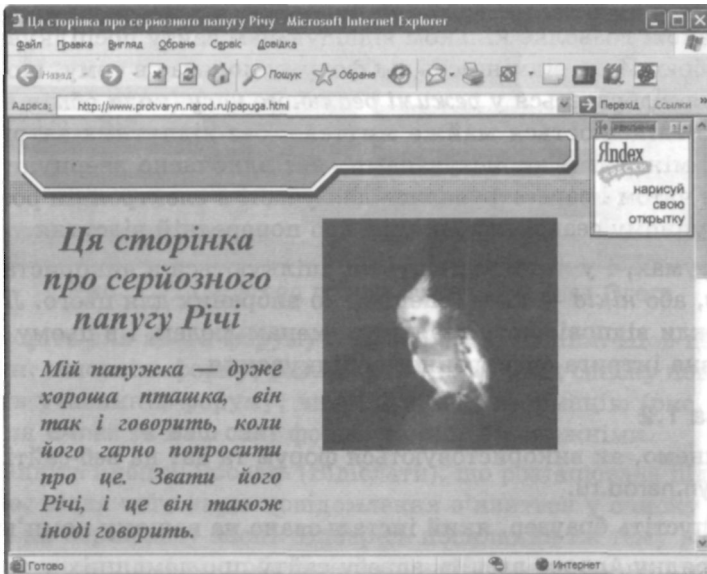 Ця сторінка про серйозного папугу Річу - Microsoft Internet Explorer
Файл Правка Вигляд Обране Сервіс Довідка
Назад Пошук Обране
Адреса: http://www.protvaryn.narod.ru/papuga.html Перехід Ссылки »
Яndex
нарисуй
свою
открытку
Ця сторінка
про серйозного
папугу Річі
Мій папужка — дуже
хороша пташка, він
так і говорить, коли
його гарно попросити
про це. Звати його
Річі, і це він також
іноді говорить.
Готово Интернет